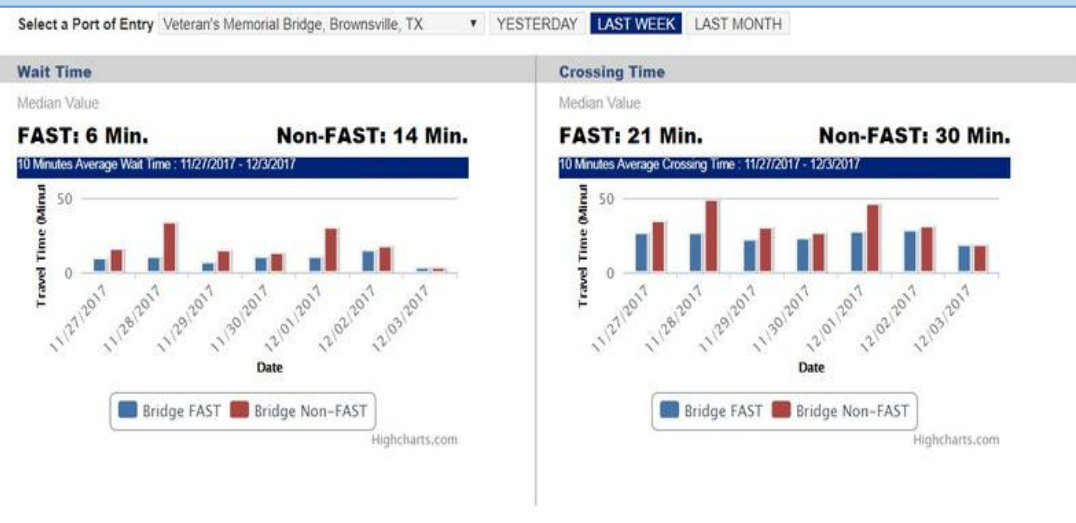 Select a Port of Entry Veteran's Memorial Bridge, Brownsville, TX YESTERDAY LAST WEEK LAST MONTH
Wait Time
Median Value
FAST: 6 Min. Non-FAST: 14 Min.
10 Minutes Average Wait Time : 11/27/2017 - 12/3/2017
Travel Time (Minut
50
0
11/27/2017 11/28/2017 11/29/2017 11/30/2017 12/01/2017 12/02/2017 12/03/2017
Date
Bridge FAST Bridge Non-FAST
Highcharts.com
Crossing Time
Median Value
FAST: 21 Min. Non-FAST: 30 Min.
10 Minutes Average Crossing Time : 11/27/2017 - 12/3/2017
Travel Time (Minut
50
0
11/27/2017 11/28/2017 11/29/2017 11/30/2017 12/01/2017 12/02/2017 12/03/2017
Date
Bridge FAST Bridge Non-FAST
Highcharts.com